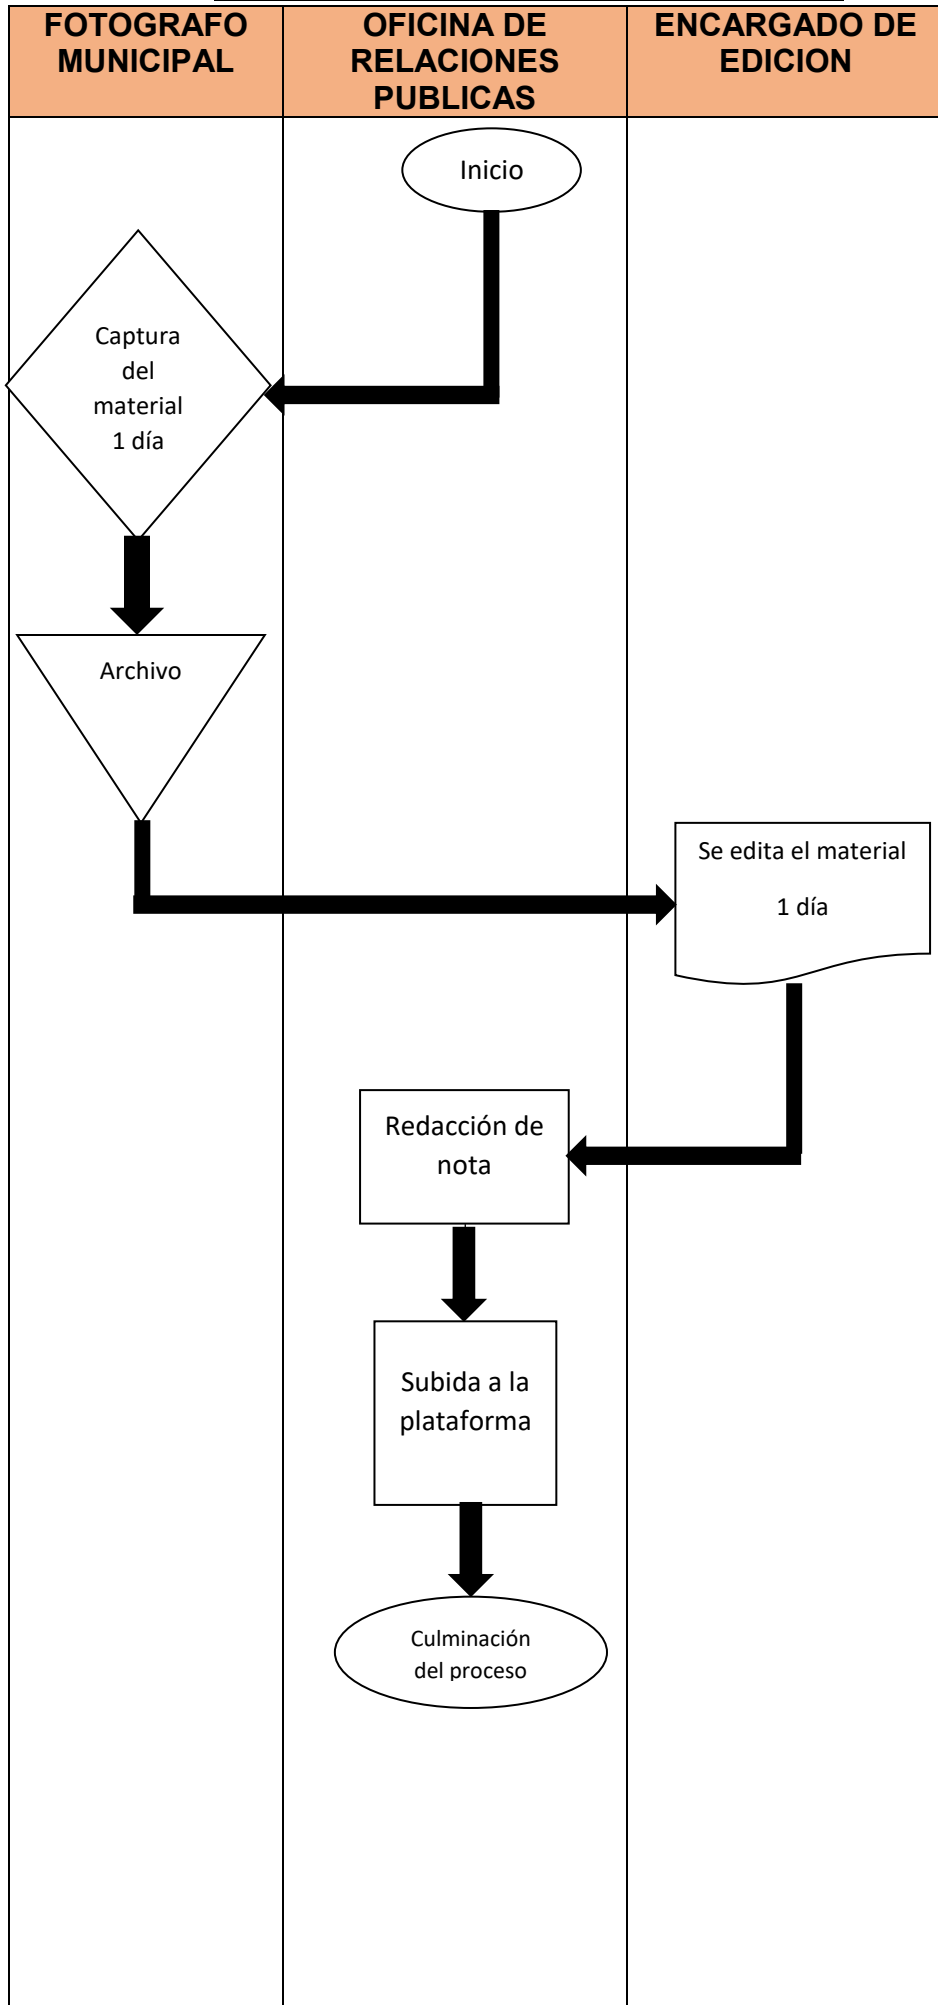 FOTOGRAFO
MUNICIPAL
OFICINA DE
RELACIONES
PUBLICAS
ENCARGADO DE
EDICION
Inicio
Captura
del
material
1 día
Archivo
Se edita el material
1 día
Redacción de
nota
Subida a la
plataforma
Culminación
del proceso